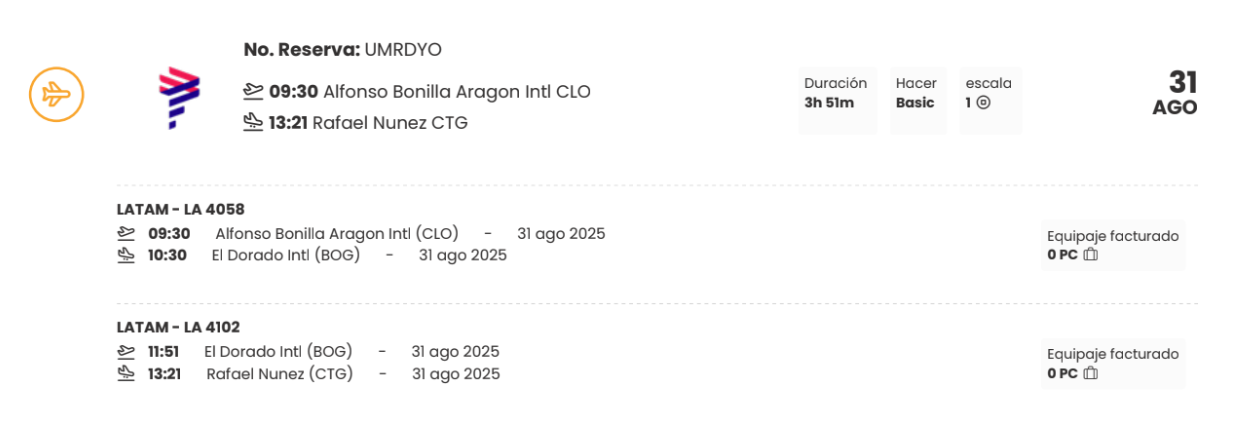 No. Reserva: UMRDYO
09:30 Alfonso Bonilla Aragon Intl CLO
13:21 Rafael Nunez CTG
Duración
3h 51m
Hacer
Basic
escala
1
31
AGO
LATAM - LA 4058
09:30 Alfonso Bonilla Aragon Intl (CLO) - 31 ago 2025
10:30 El Dorado Intl (BOG) - 31 ago 2025
Equipaje facturado
0 PC
LATAM - LA 4102
11:51 El Dorado Intl (BOG) - 31 ago 2025
13:21 Rafael Nunez (CTG) - 31 ago 2025
Equipaje facturado
0 PC